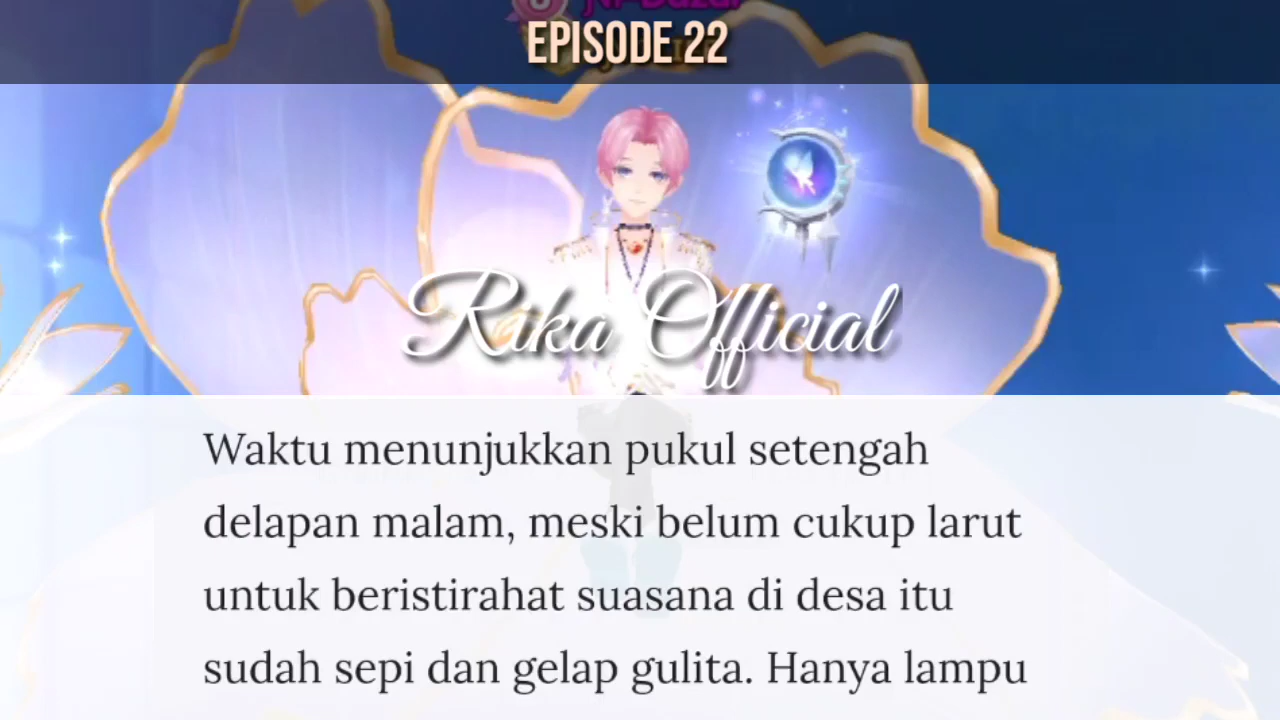 EPISODE 22
Rika Official
Waktu menunjukkan pukul setengah
delapan malam, meski belum cukup larut
untuk beristirahat suasana di desa itu
sudah sepi dan gelap gulita. Hanya lampu